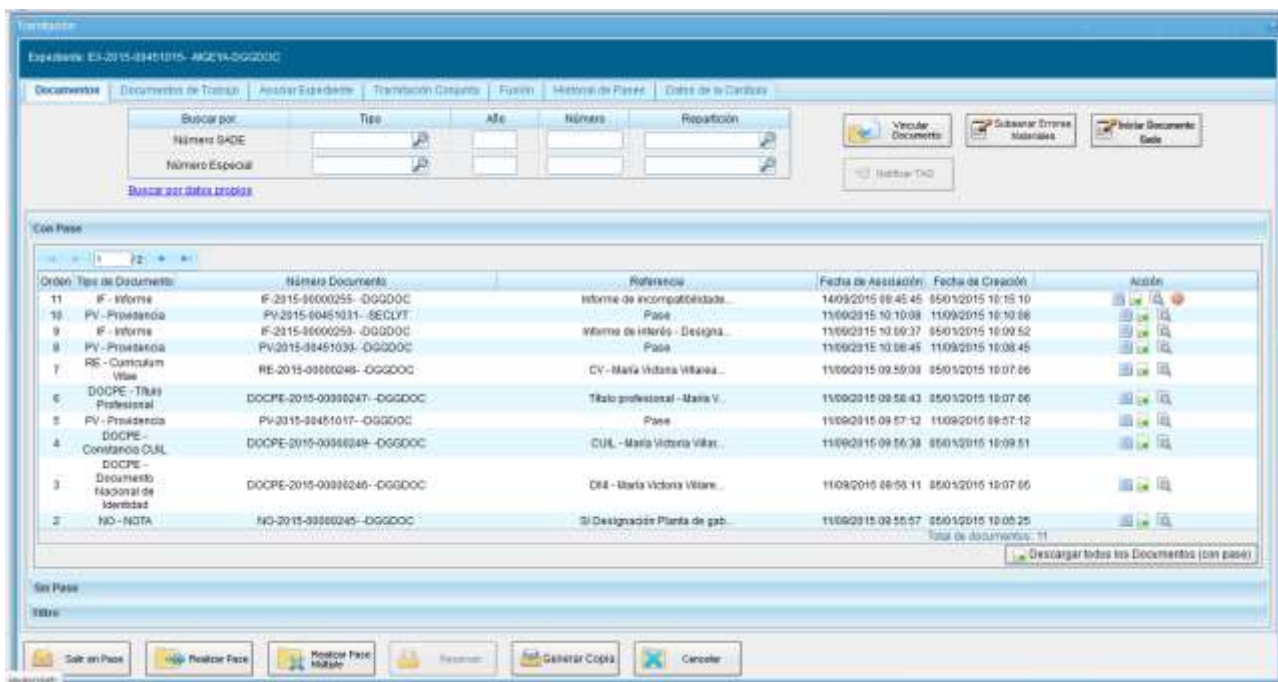 Tramitación
Expediente: EX-2015-00451015- -MGEYA-DGGDOC
Documentos Documentos de Trabajo Asociar Expediente Tramitación Conjunta Fusión Historial de Pases Datos de la Carátula
Buscar por: Tipo Año Número Repartición
Número SADE
Número Especial
Buscar por datos propios
Vincular Documento
Subsanar Errores Materiales
Iniciar Documento Gedo
Notificar TAD
Con Pase
1 /2
Orden Tipo de Documento Número Documento Referencia Fecha de Asociación Fecha de Creación Acción
11 IF - Informe IF-2015-00000255- -DGGDOC Informe de incompatibilidade... 14/09/2015 09:45:45 05/01/2015 10:15:10
10 PV - Providencia PV-2015-00451031- -SECLYT Pase 11/09/2015 10:10:08 11/09/2015 10:10:08
9 IF - Informe IF-2015-00000250- -DGGDOC Informe de interés - Designa... 11/09/2015 10:09:37 05/01/2015 10:09:52
8 PV - Providencia PV-2015-00451030- -DGGDOC Pase 11/09/2015 10:08:45 11/09/2015 10:08:45
7 RE - Curriculum Vitae RE-2015-00000248- -DGGDOC CV - María Victoria Villarea... 11/09/2015 09:59:00 05/01/2015 10:07:06
6 DOCPE - Título Profesional DOCPE-2015-00000247- -DGGDOC Título profesional - María V... 11/09/2015 09:58:43 05/01/2015 10:07:06
5 PV - Providencia PV-2015-00451017- -DGGDOC Pase 11/09/2015 09:57:12 11/09/2015 09:57:12
4 DOCPE - Constancia CUIL DOCPE-2015-00000249- -DGGDOC CUIL - María Victoria Villar... 11/09/2015 09:56:38 05/01/2015 10:09:51
3 DOCPE - Documento Nacional de Identidad DOCPE-2015-00000246- -DGGDOC DNI - María Victoria Villare... 11/09/2015 09:56:11 05/01/2015 10:07:05
2 NO - NOTA NO-2015-00000245- -DGGDOC S/ Designación Planta de gab... 11/09/2015 09:55:57 05/01/2015 10:05:25
Total de documentos: 11
Descargar todos los Documentos (con pase)
Sin Pase
Filtro
Salir sin Pase Realizar Pase Realizar Pase Múltiple Reservar Generar Copia Cancelar